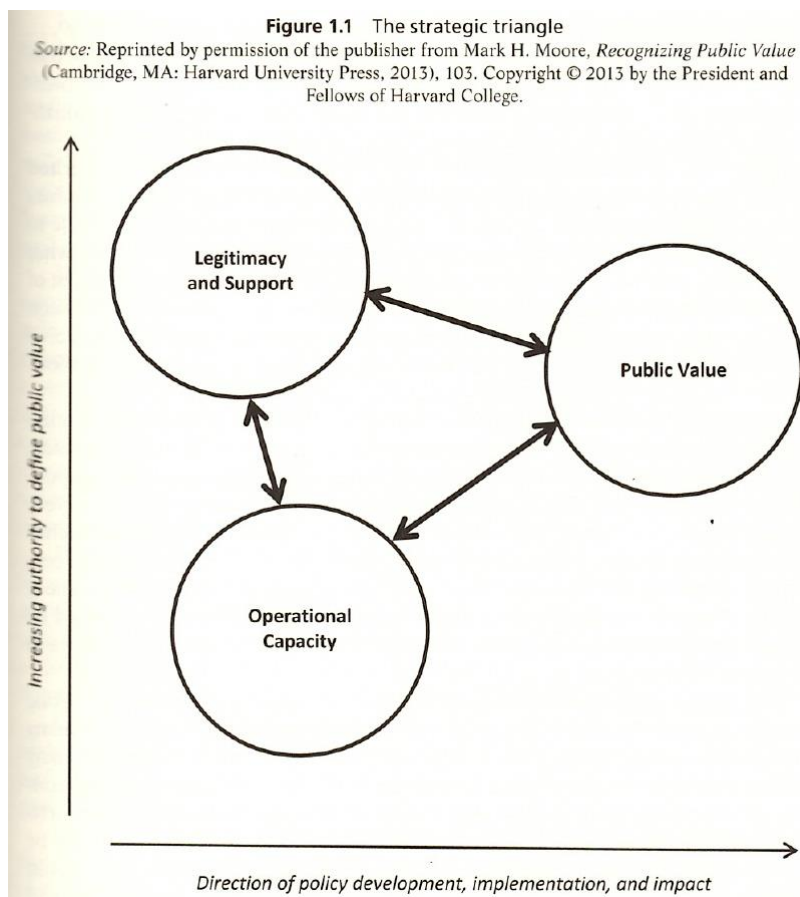 Figure 1.1 The strategic triangle
Source: Reprinted by permission of the publisher from Mark H. Moore, Recognizing Public Value
(Cambridge, MA: Harvard University Press, 2013), 103. Copyright © 2013 by the President and
Fellows of Harvard College.
Legitimacy
and Support
Public Value
Operational
Capacity
Increasing authority to define public value
Direction of policy development, implementation, and impact